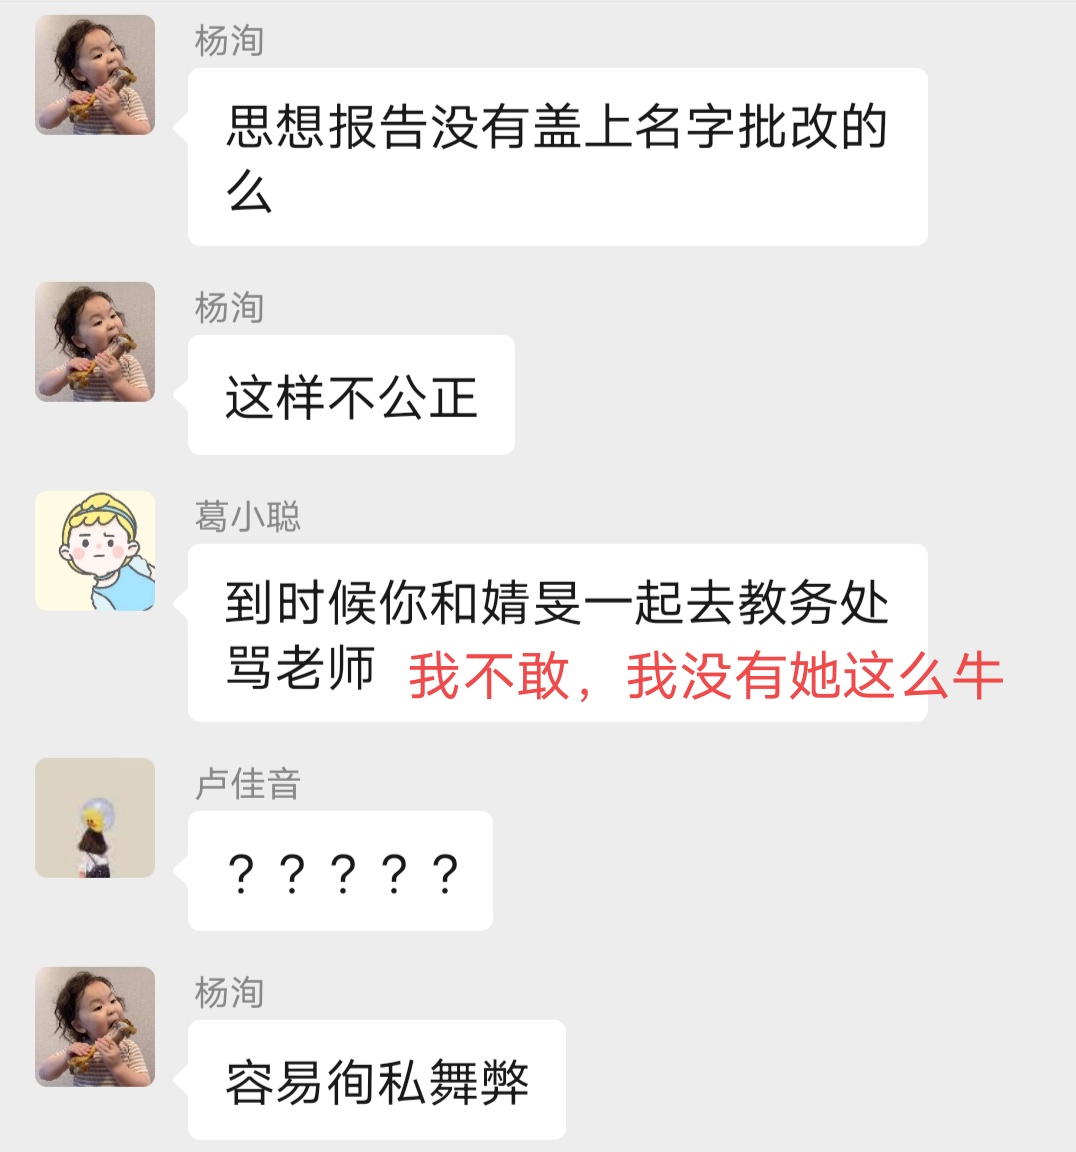 杨洵
思想报告没有盖上名字批改的
么
杨洵
这样不公正
葛小聪
到时候你和婧旻一起去教务处
骂老师 我不敢，我没有她这么牛
卢佳音
？？？？？
杨洵
容易徇私舞弊